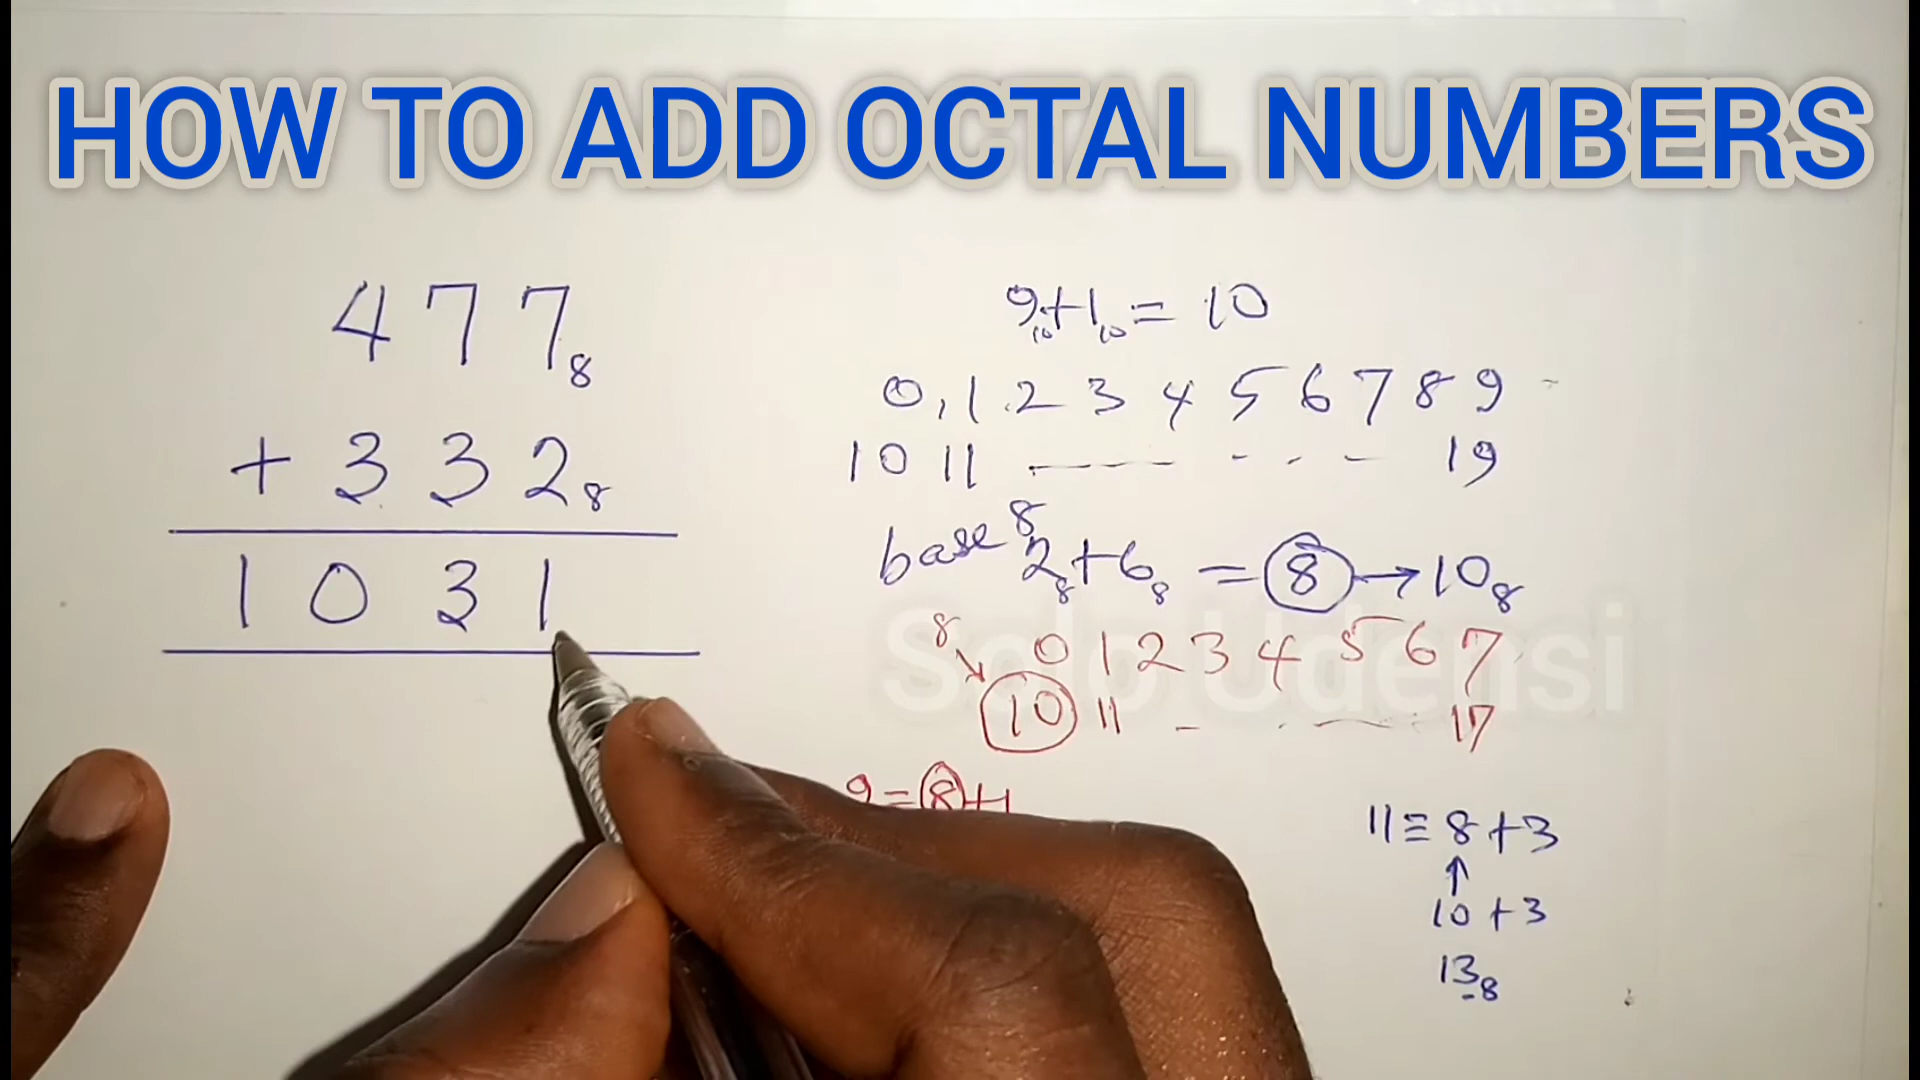 HOW TO ADD OCTAL NUMBERS
477₈
+ 332₈
1031
9₁₀+1₁₀ = 10
0,1 2 3 4 5 6 7 8 9
10 11 ---- - - - 19
base 8
2₈+6₈ = 8 → 10₈
8 0 1 2 3 4 5 6 7
10 11 - - — 17
9 = 8+1
11 ≡ 8+3
↑
10+3
13₈
Solo Udensi